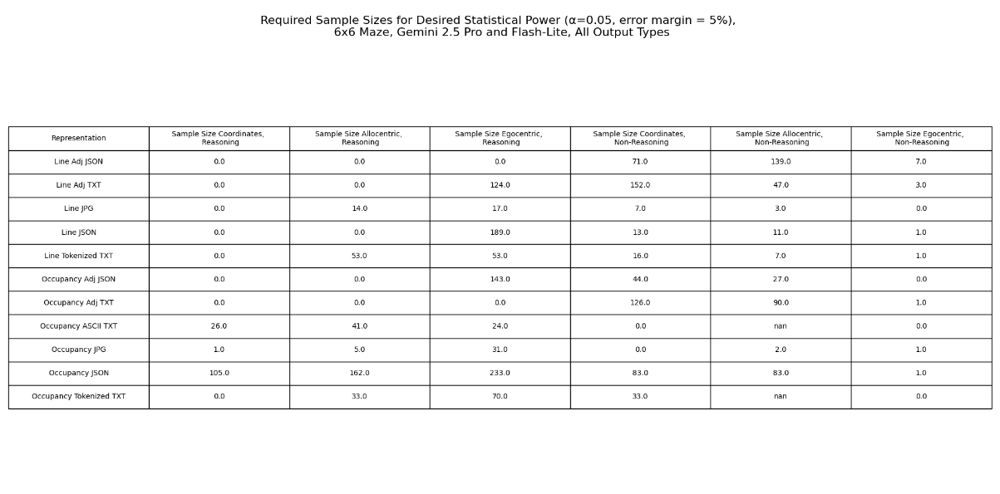 Required Sample Sizes for Desired Statistical Power (α=0.05, error margin = 5%),
6x6 Maze, Gemini 2.5 Pro and Flash-Lite, All Output Types
Representation Sample Size Coordinates, Reasoning Sample Size Allocentric, Reasoning Sample Size Egocentric, Reasoning Sample Size Coordinates, Non-Reasoning Sample Size Allocentric, Non-Reasoning Sample Size Egocentric, Non-Reasoning
Line Adj JSON 0.0 0.0 0.0 71.0 139.0 7.0
Line Adj TXT 0.0 0.0 124.0 152.0 47.0 3.0
Line JPG 0.0 14.0 17.0 7.0 3.0 0.0
Line JSON 0.0 0.0 189.0 13.0 11.0 1.0
Line Tokenized TXT 0.0 53.0 53.0 16.0 7.0 1.0
Occupancy Adj JSON 0.0 0.0 143.0 44.0 27.0 0.0
Occupancy Adj TXT 0.0 0.0 0.0 126.0 90.0 1.0
Occupancy ASCII TXT 26.0 41.0 24.0 0.0 nan 0.0
Occupancy JPG 1.0 5.0 31.0 0.0 2.0 1.0
Occupancy JSON 105.0 162.0 233.0 83.0 83.0 1.0
Occupancy Tokenized TXT 0.0 33.0 70.0 33.0 nan 0.0